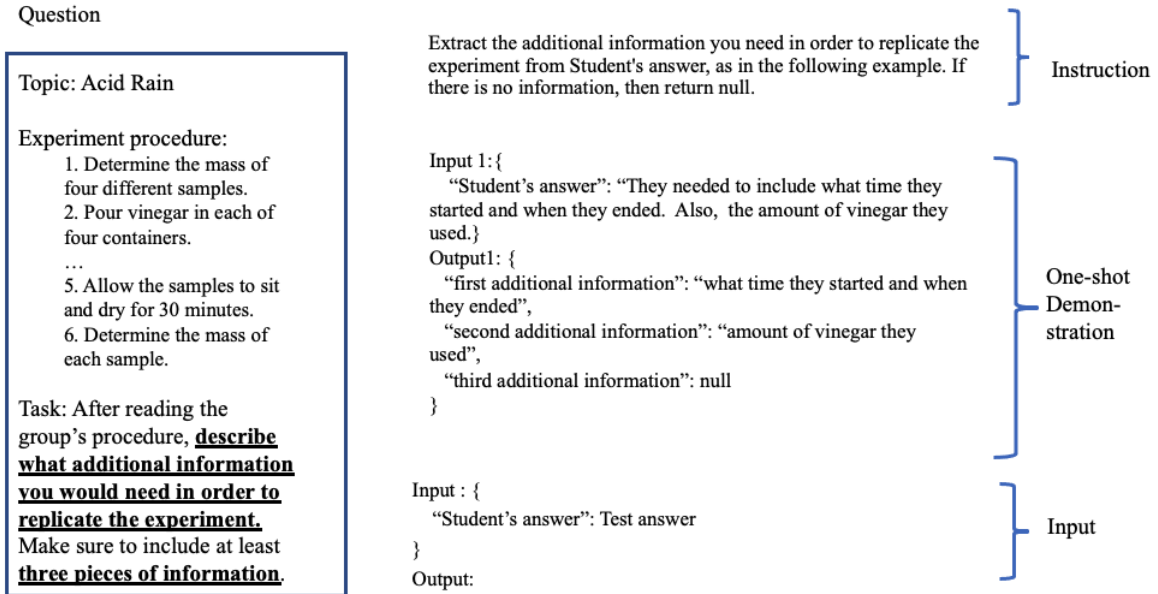 Question
Topic: Acid Rain
Experiment procedure:
1. Determine the mass of
four different samples.
2. Pour vinegar in each of
four containers.
…
5. Allow the samples to sit
and dry for 30 minutes.
6. Determine the mass of
each sample.
Task: After reading the
group’s procedure, describe
what additional information
you would need in order to
replicate the experiment.
Make sure to include at least
three pieces of information.
Extract the additional information you need in order to replicate the
experiment from Student's answer, as in the following example. If
there is no information, then return null.
Instruction
Input 1:{
“Student’s answer”: “They needed to include what time they
started and when they ended.  Also,  the amount of vinegar they
used.}
Output1: {
“first additional information”: “what time they started and when
they ended”,
“second additional information”: “amount of vinegar they
used”,
“third additional information”: null
}
One-shot
Demon-
stration
Input : {
“Student’s answer”: Test answer
}
Output:
Input